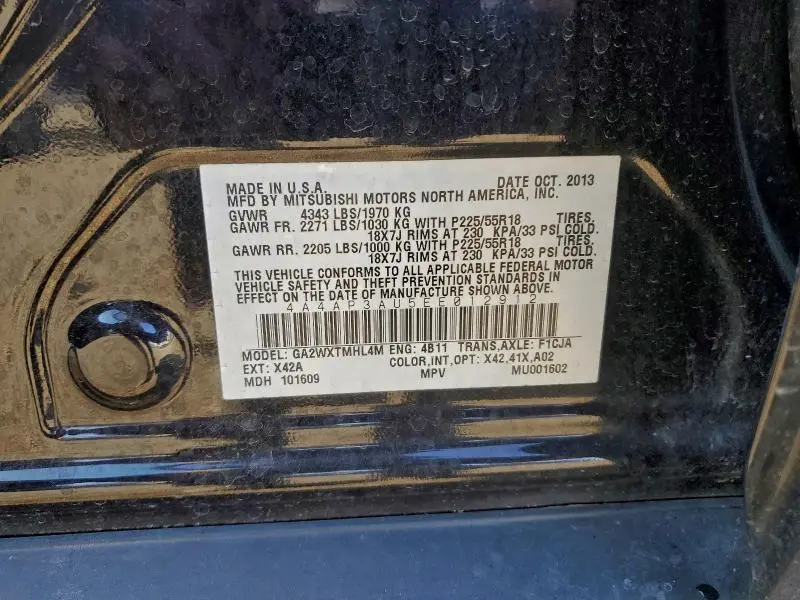 MADE IN U.S.A. DATE OCT. 2013
MFD BY MITSUBISHI MOTORS NORTH AMERICA, INC.
GVWR 4343 LBS/1970 KG
GAWR FR. 2271 LBS/1030 KG WITH P225/55R18 TIRES,
18X7J RIMS AT 230 KPA/33 PSI COLD.
GAWR RR. 2205 LBS/1000 KG WITH P225/55R18 TIRES,
18X7J RIMS AT 230 KPA/33 PSI COLD.
THIS VEHICLE CONFORMS TO ALL APPLICABLE FEDERAL MOTOR
VEHICLE SAFETY AND THEFT PREVENTION STANDARDS IN
EFFECT ON THE DATE OF MANUFACTURE SHOWN ABOVE.
4A4AP3AU5EE012912
MODEL: GA2WXTMHL4M ENG: 4B11 TRANS,AXLE: F1CJA
EXT: X42A COLOR,INT,OPT: X42,41X,A02
MDH 101609 MPV MU001602